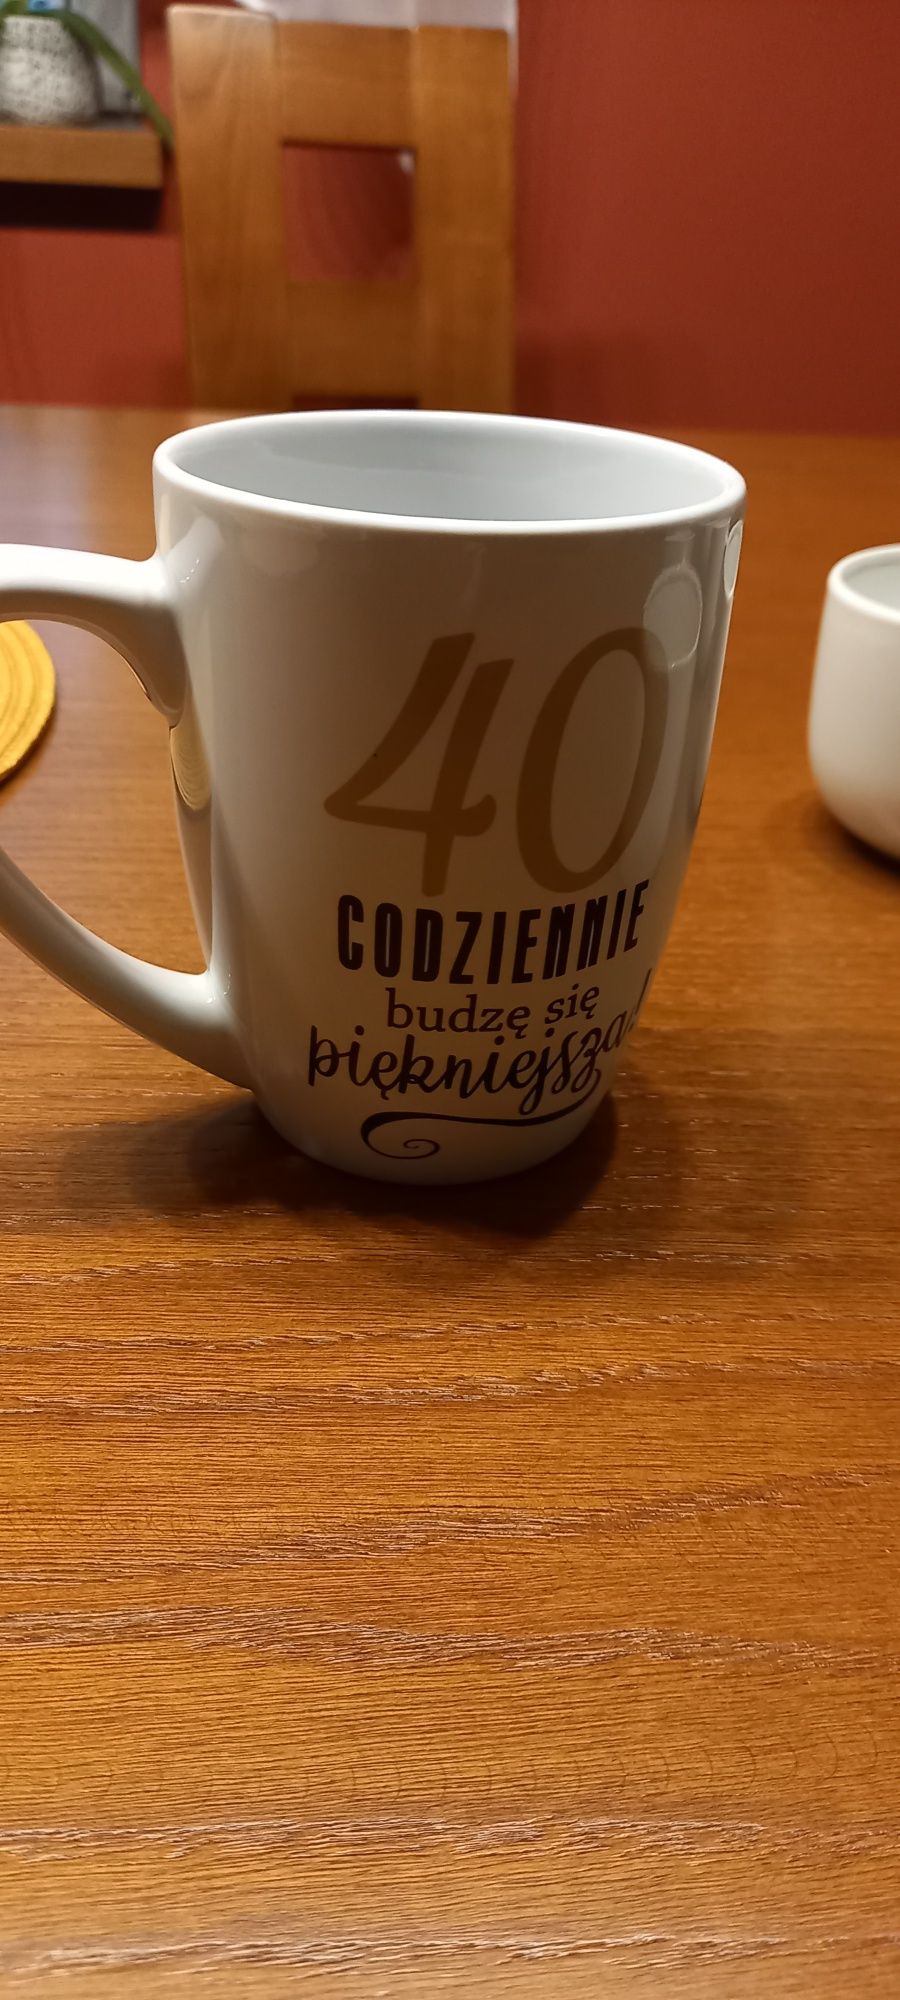 40
CODZIENNIE
budzę się
piękniejsza!